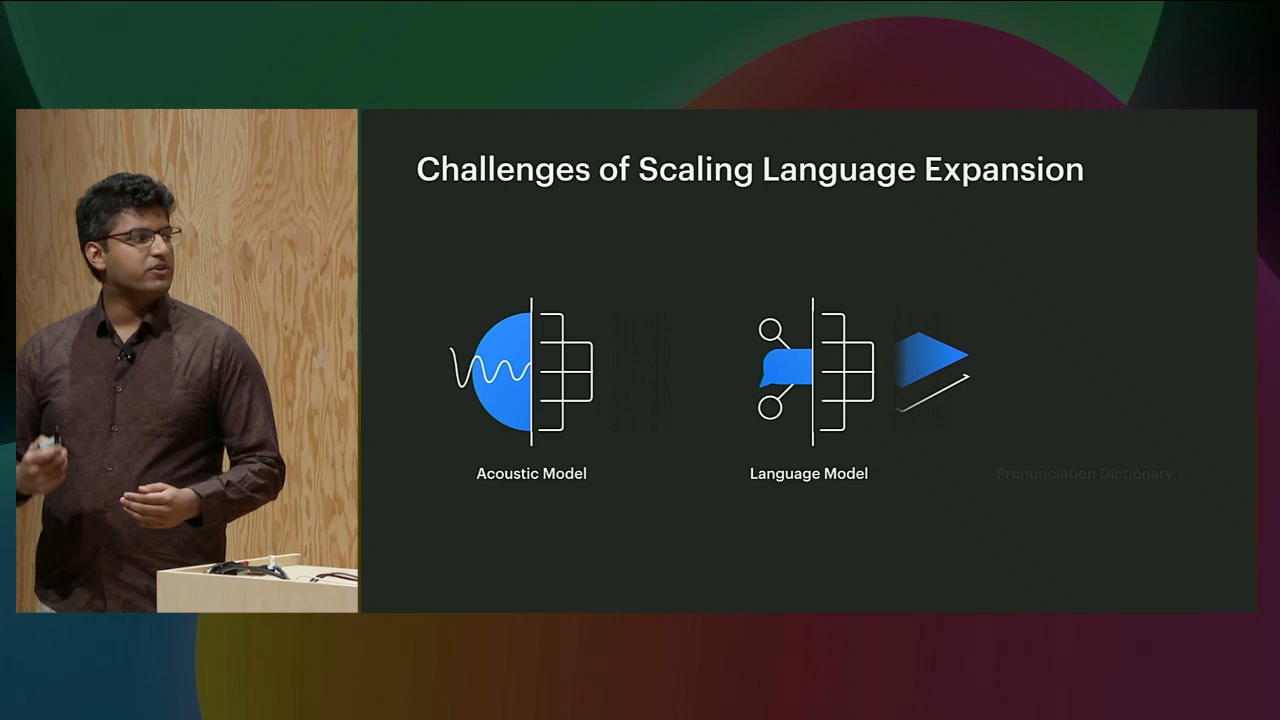 Challenges of Scaling Language Expansion
Acoustic Model
Language Model
Pronunciation Dictionary